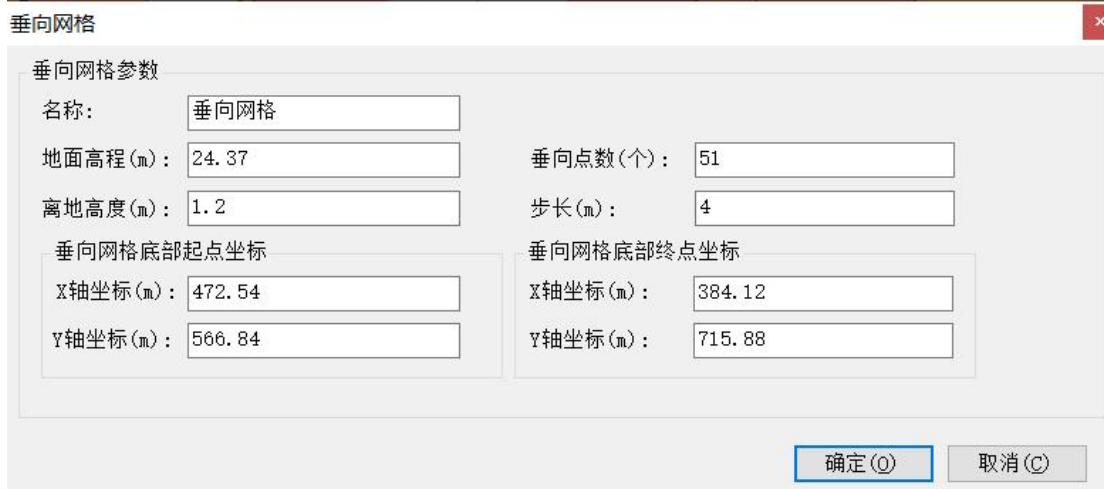 垂向网格
×
垂向网格参数
名称: 垂向网格
地面高程(m): 24.37 垂向点数(个): 51
离地高度(m): 1.2 步长(m): 4
垂向网格底部起点坐标 垂向网格底部终点坐标
X轴坐标(m): 472.54 X轴坐标(m): 384.12
Y轴坐标(m): 566.84 Y轴坐标(m): 715.88
确定(O) 取消(C)